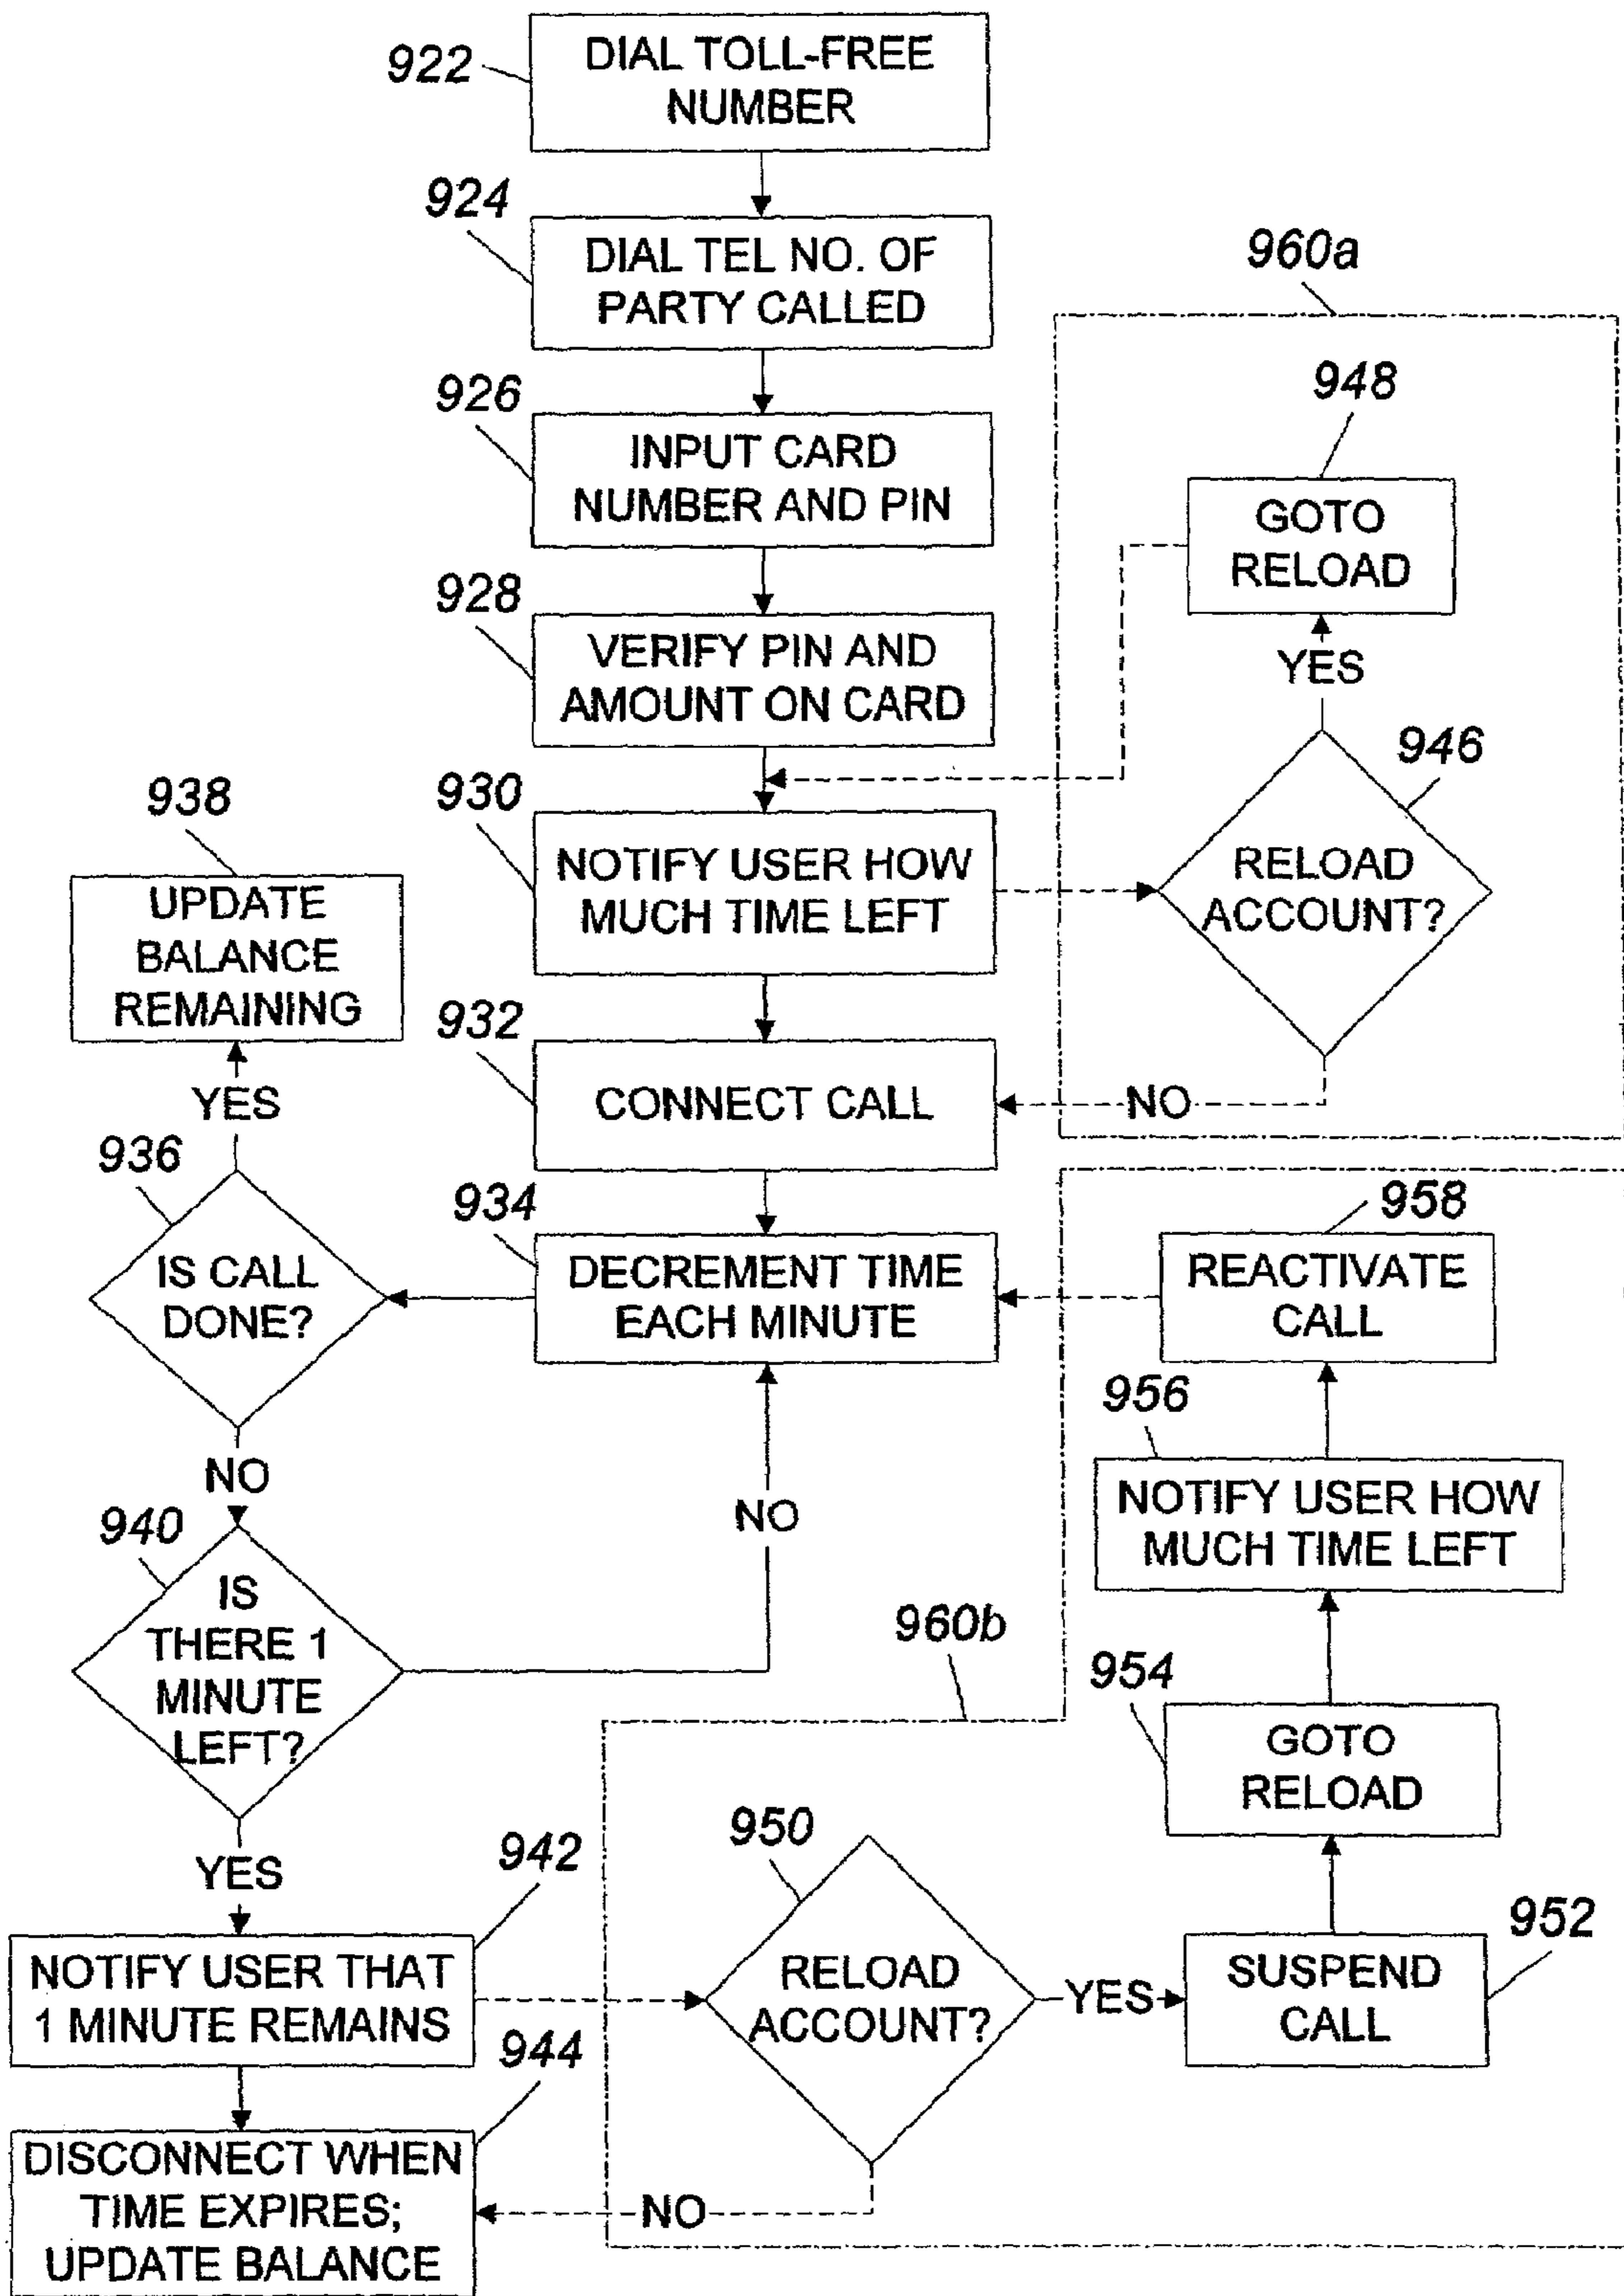 922
DIAL TOLL-FREE
NUMBER
924
DIAL TEL NO. OF
PARTY CALLED
960a
926
INPUT CARD
NUMBER AND PIN
948
GOTO
RELOAD
928
VERIFY PIN AND
AMOUNT ON CARD
YES
946
938
930
NOTIFY USER HOW
MUCH TIME LEFT
RELOAD
ACCOUNT?
UPDATE
BALANCE
REMAINING
932
CONNECT CALL
NO
YES
936
934
958
IS CALL
DONE?
DECREMENT TIME
EACH MINUTE
REACTIVATE
CALL
956
NO
NO
NOTIFY USER HOW
MUCH TIME LEFT
940
IS
THERE 1
MINUTE
LEFT?
960b
954
GOTO
RELOAD
YES
942
950
952
NOTIFY USER THAT
1 MINUTE REMAINS
RELOAD
ACCOUNT?
YES
SUSPEND
CALL
944
DISCONNECT WHEN
TIME EXPIRES;
UPDATE BALANCE
NO